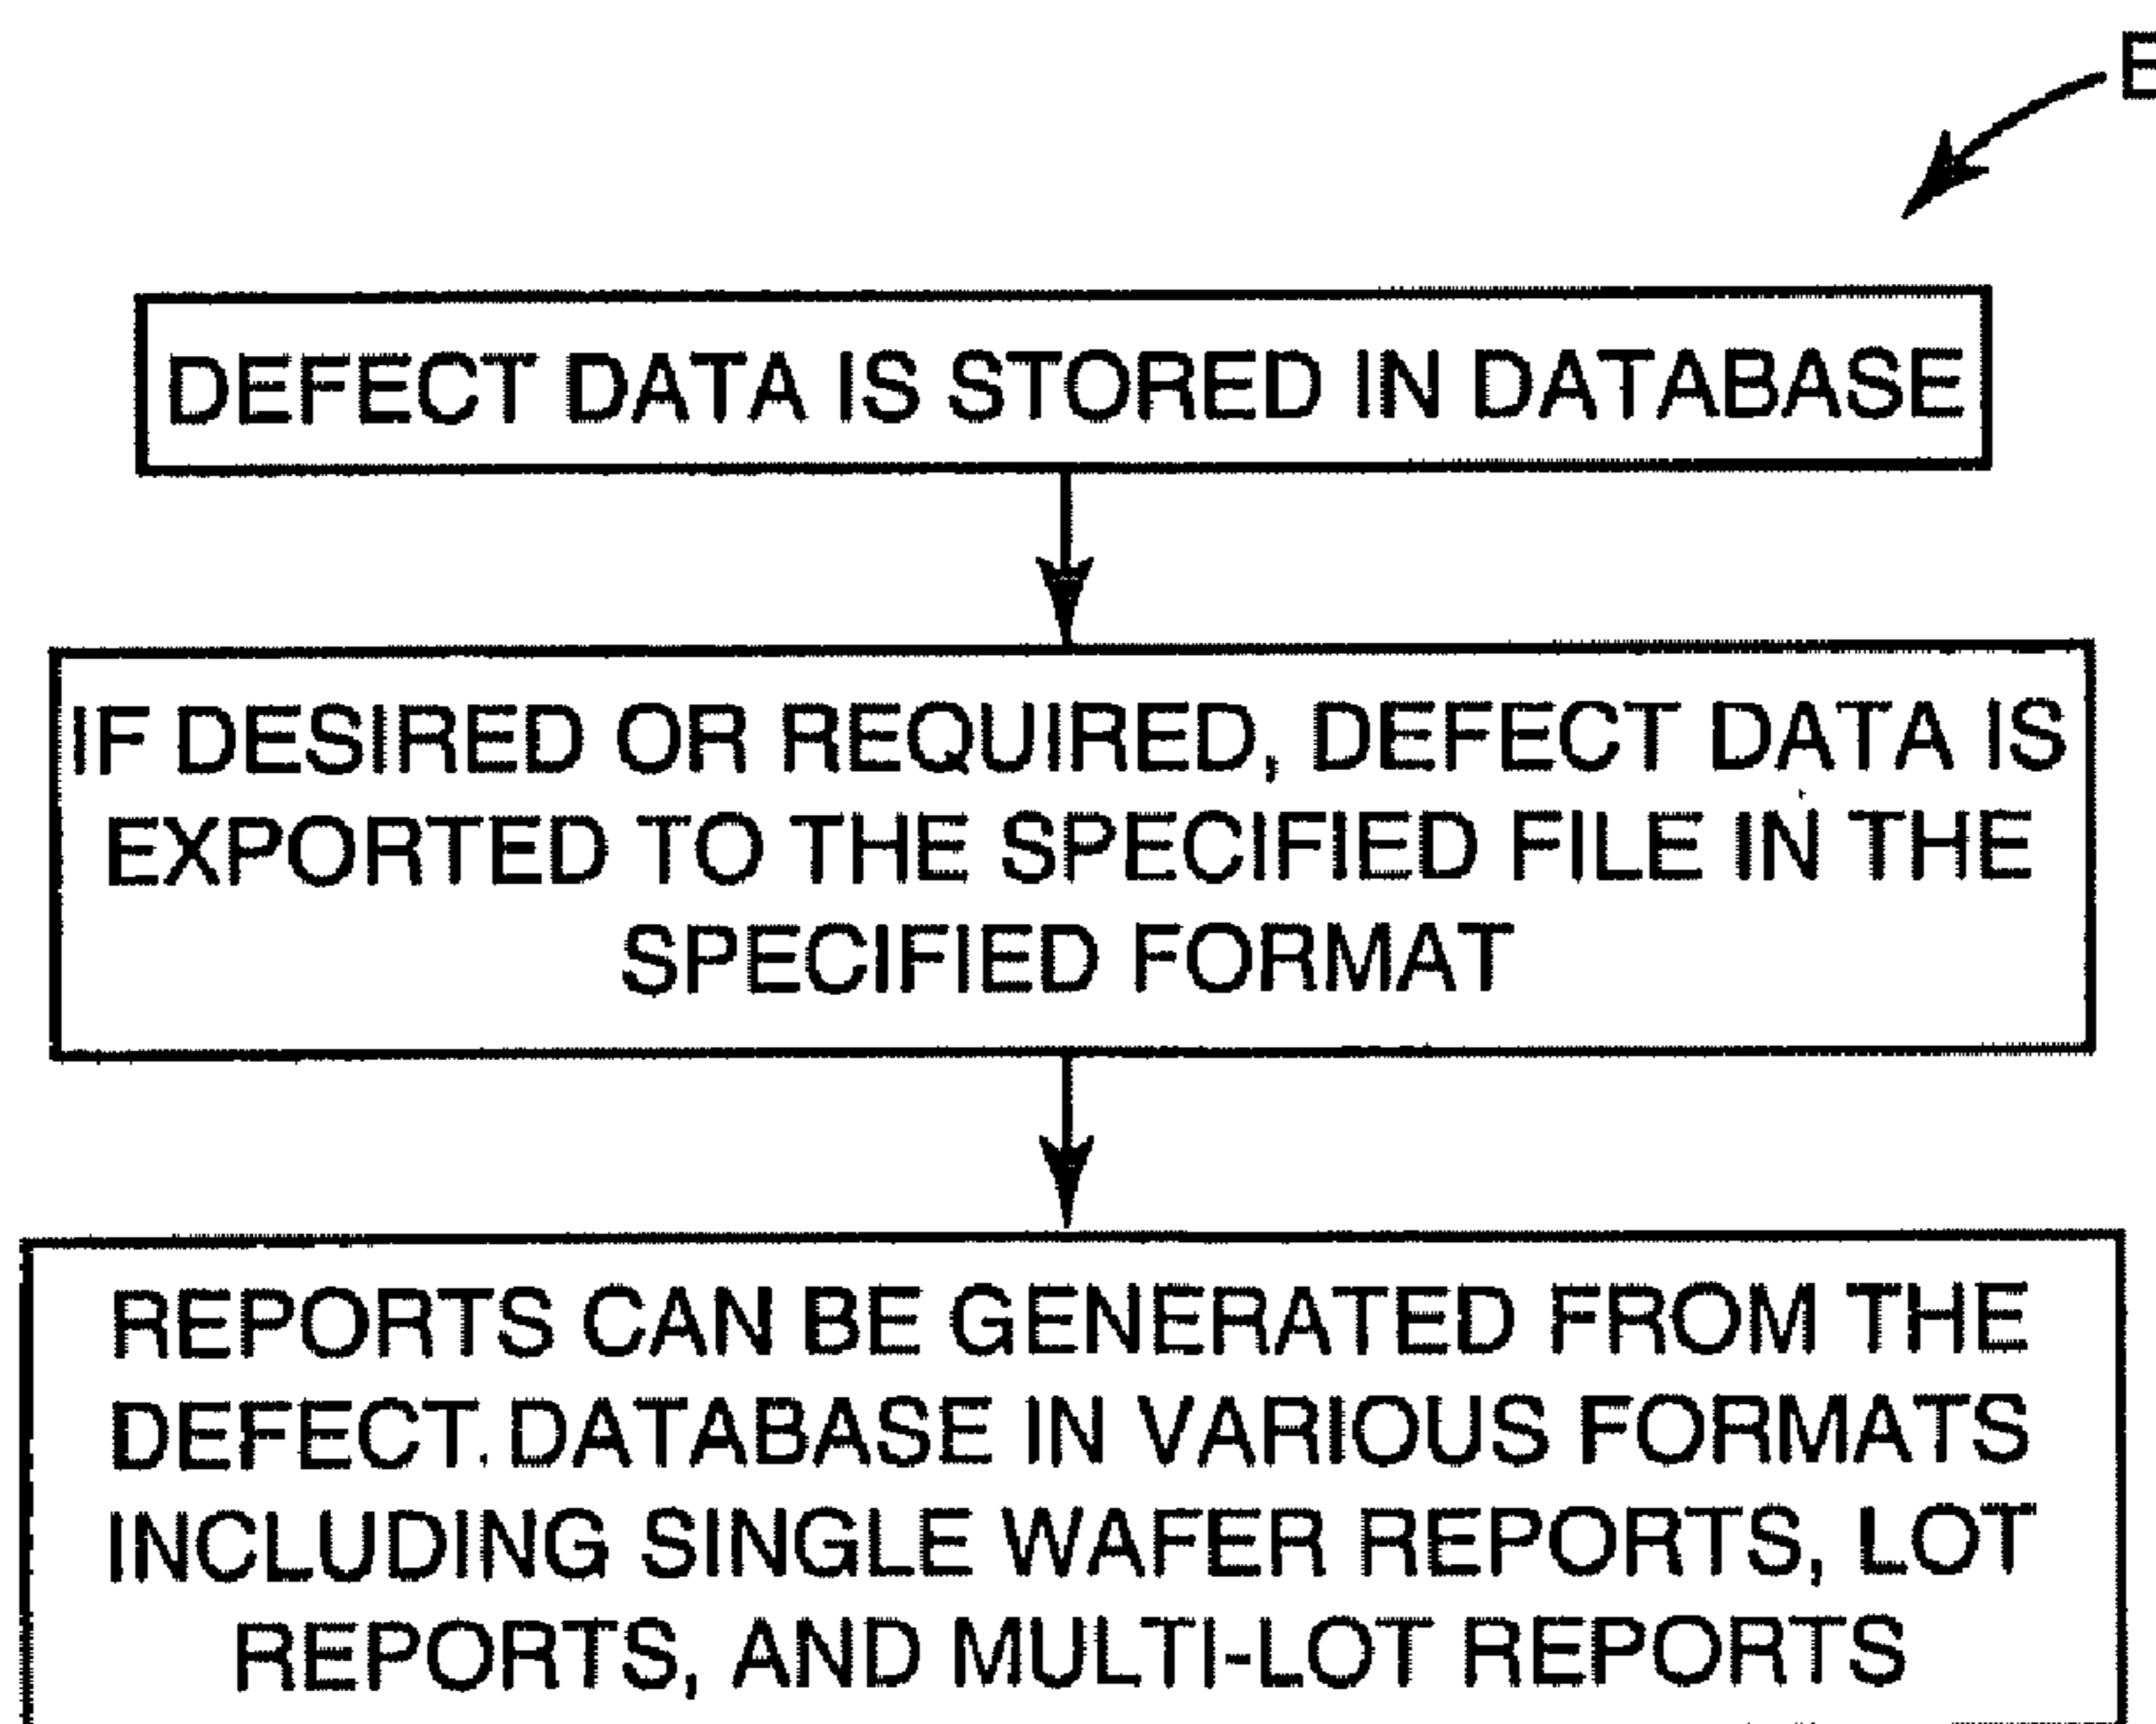 E
DEFECT DATA IS STORED IN DATABASE
IF DESIRED OR REQUIRED, DEFECT DATA IS
EXPORTED TO THE SPECIFIED FILE IN THE
SPECIFIED FORMAT
REPORTS CAN BE GENERATED FROM THE
DEFECT DATABASE IN VARIOUS FORMATS
INCLUDING SINGLE WAFER REPORTS, LOT
REPORTS, AND MULTI-LOT REPORTS